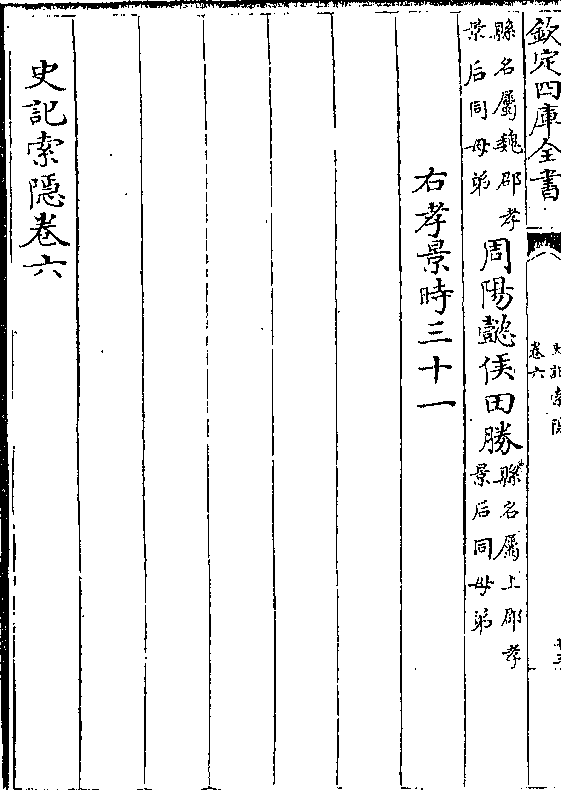 欽定四庫全書
史記索隱
卷六
縣名屬魏郡孝
景后同母弟
周陽懿侯田勝
縣名屬上郡孝
景后同母弟
右孝景時三十一
史記索隱卷六